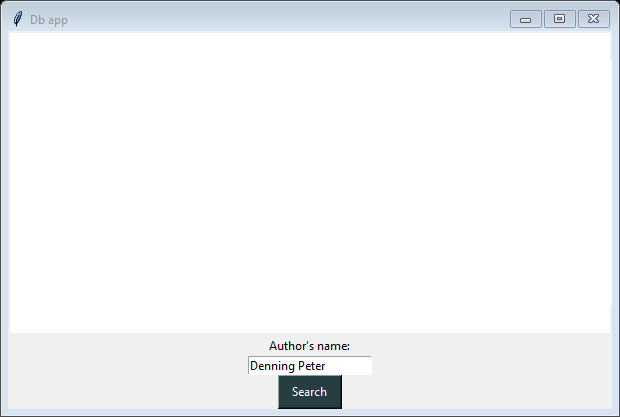 Db app
Author's name:
Denning Peter
Search